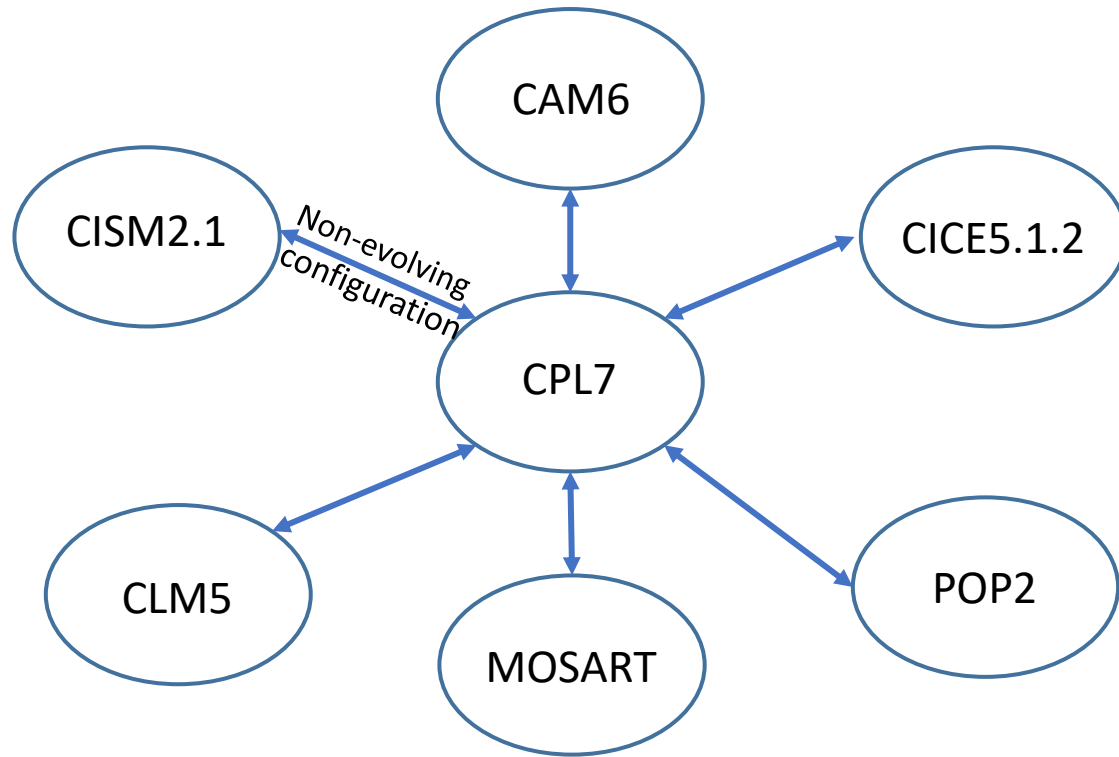 CAM6
CISM2.1
Non-evolving
configuration
CICE5.1.2
CPL7
CLM5
MOSART
POP2